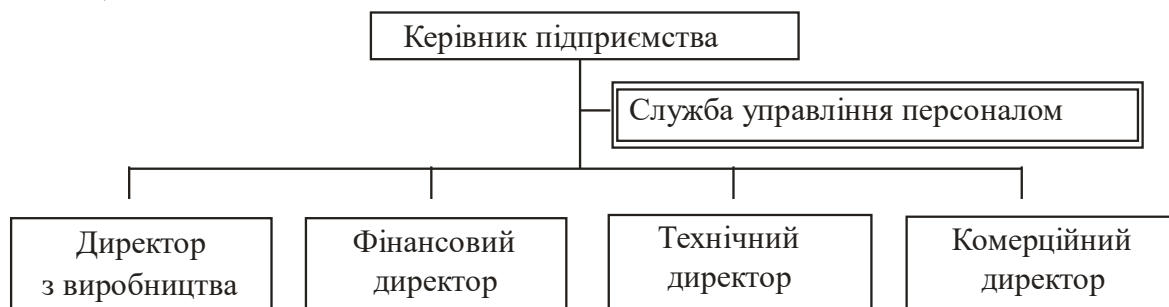 Керівник підприємства
Служба управління персоналом
Директор
з виробництва
Фінансовий
директор
Технічний
директор
Комерційний
директор